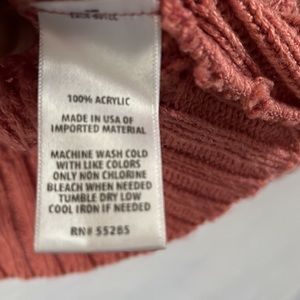 100% ACRYLIC
MADE IN USA OF
IMPORTED MATERIAL
MACHINE WASH COLD
WITH LIKE COLORS
ONLY NON CHLORINE
BLEACH WHEN NEEDED
TUMBLE DRY LOW
COOL IRON IF NEEDED
RN# 55285